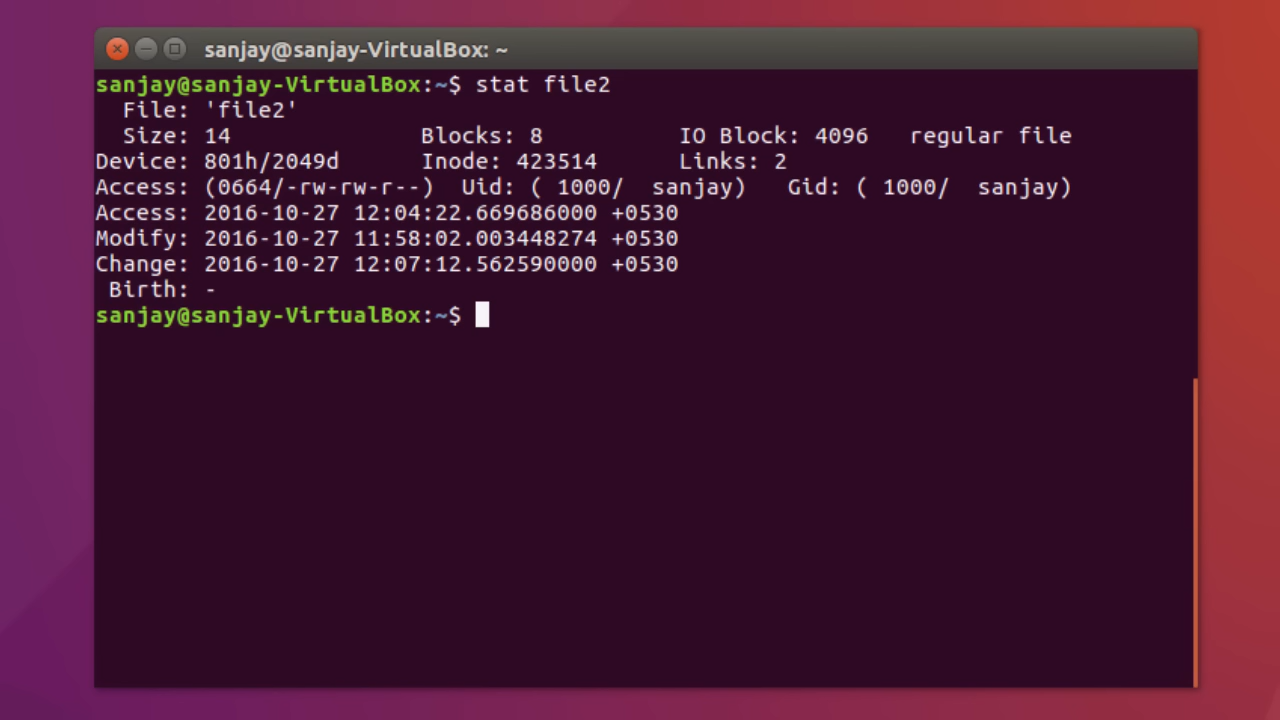 sanjay@sanjay-VirtualBox: ~
sanjay@sanjay-VirtualBox:~$ stat file2
  File: 'file2'
  Size: 14              Blocks: 8          IO Block: 4096   regular file
Device: 801h/2049d      Inode: 423514      Links: 2
Access: (0664/-rw-rw-r--)  Uid: ( 1000/  sanjay)   Gid: ( 1000/  sanjay)
Access: 2016-10-27 12:04:22.669686000 +0530
Modify: 2016-10-27 11:58:02.003448274 +0530
Change: 2016-10-27 12:07:12.562590000 +0530
 Birth: -
sanjay@sanjay-VirtualBox:~$